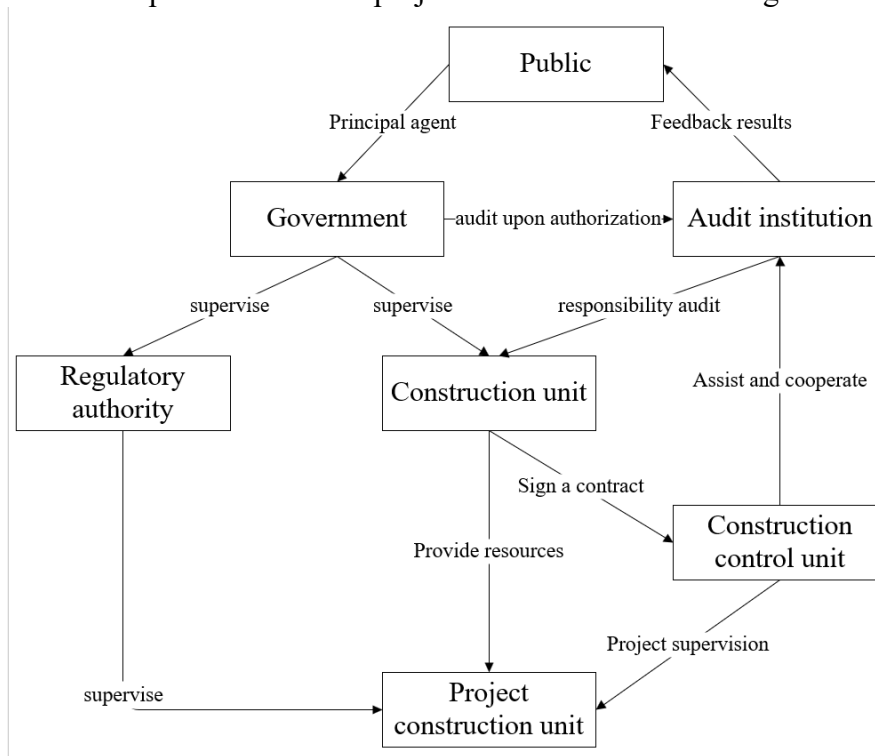 Public
Principal agent
Feedback results
Government
audit upon authorization
Audit institution
supervise
supervise
responsibility audit
Regulatory
authority
Construction unit
Assist and cooperate
Sign a contract
Provide resources
Construction
control unit
Project supervision
supervise
Project
construction unit